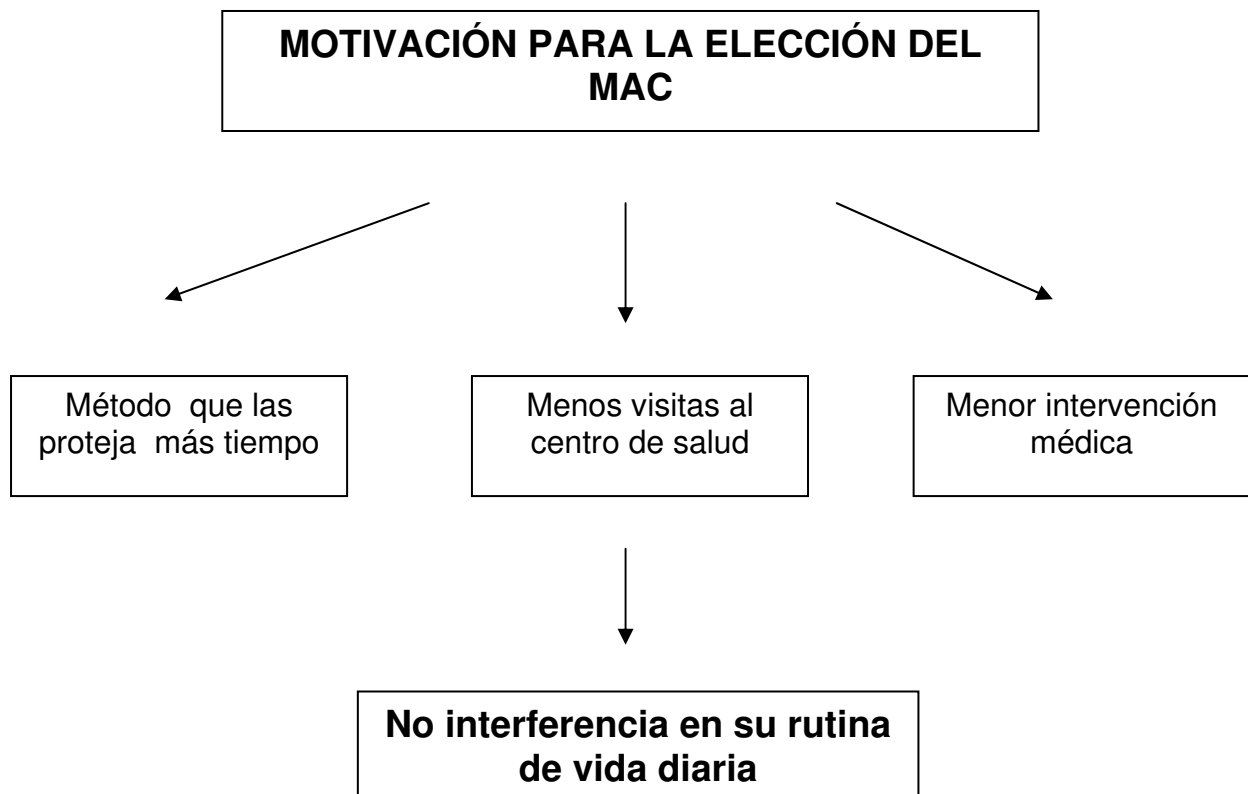 MOTIVACIÓN PARA LA ELECCIÓN DEL
MAC
Método que las
proteja más tiempo
Menos visitas al
centro de salud
Menor intervención
médica
No interferencia en su rutina
de vida diaria